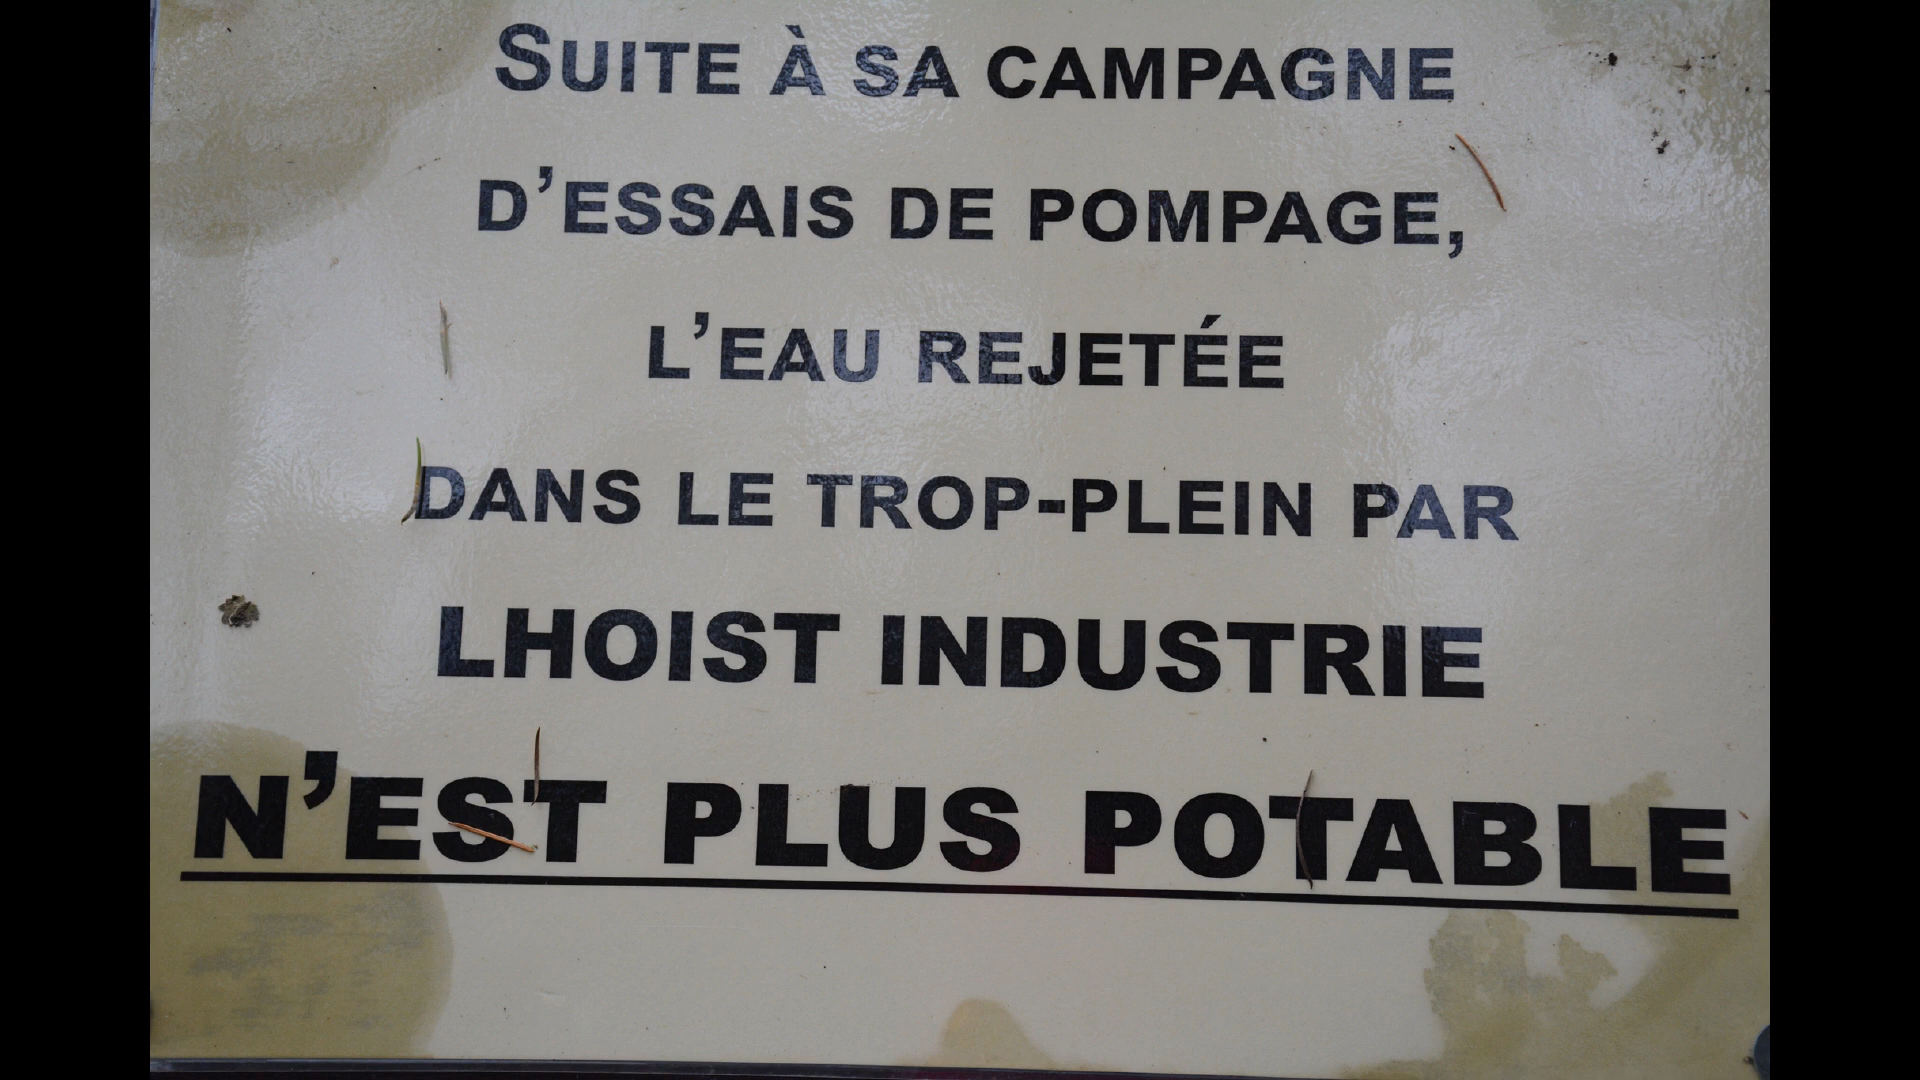 SUITE À SA CAMPAGNE
D'ESSAIS DE POMPAGE,
L'EAU REJETÉE
DANS LE TROP-PLEIN PAR
LHOIST INDUSTRIE
N'EST PLUS POTABLE